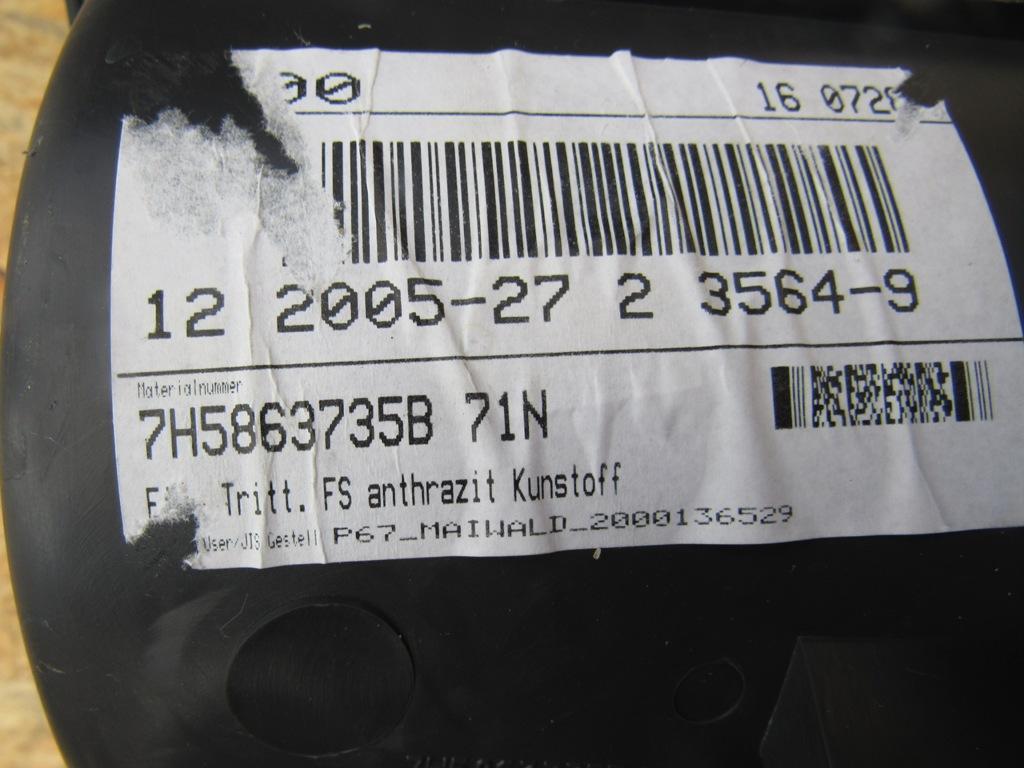 16 072
12 2005-27 2 3564-9
Materialnummer
7H5863735B 71N
Tritt. FS anthrazit Kunstoff
User/JIS Gestell P67_MAIWALD_2000136529